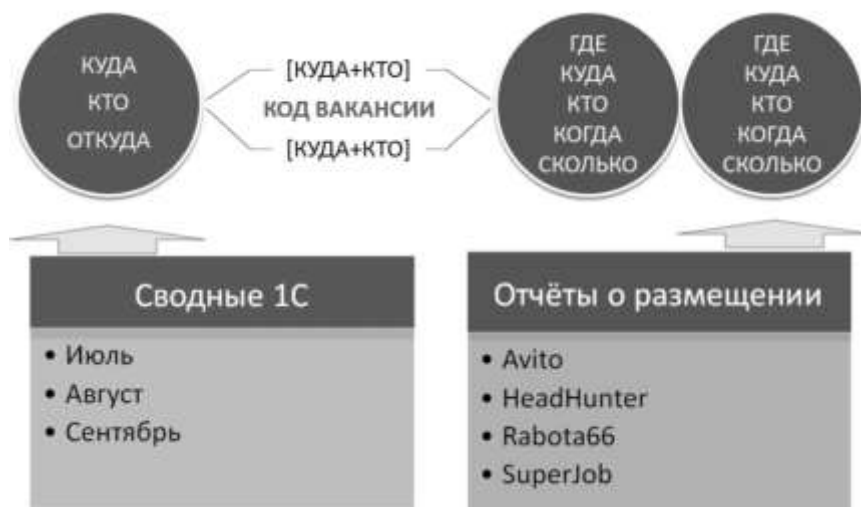 КУДА
КТО
ОТКУДА
[КУДА+КТО]
КОД ВАКАНСИИ
[КУДА+КТО]
ГДЕ
КУДА
КТО
КОГДА
СКОЛЬКО
ГДЕ
КУДА
КТО
КОГДА
СКОЛЬКО
Сводные 1С
• Июль
• Август
• Сентябрь
Отчёты о размещении
• Avito
• HeadHunter
• Rabota66
• SuperJob